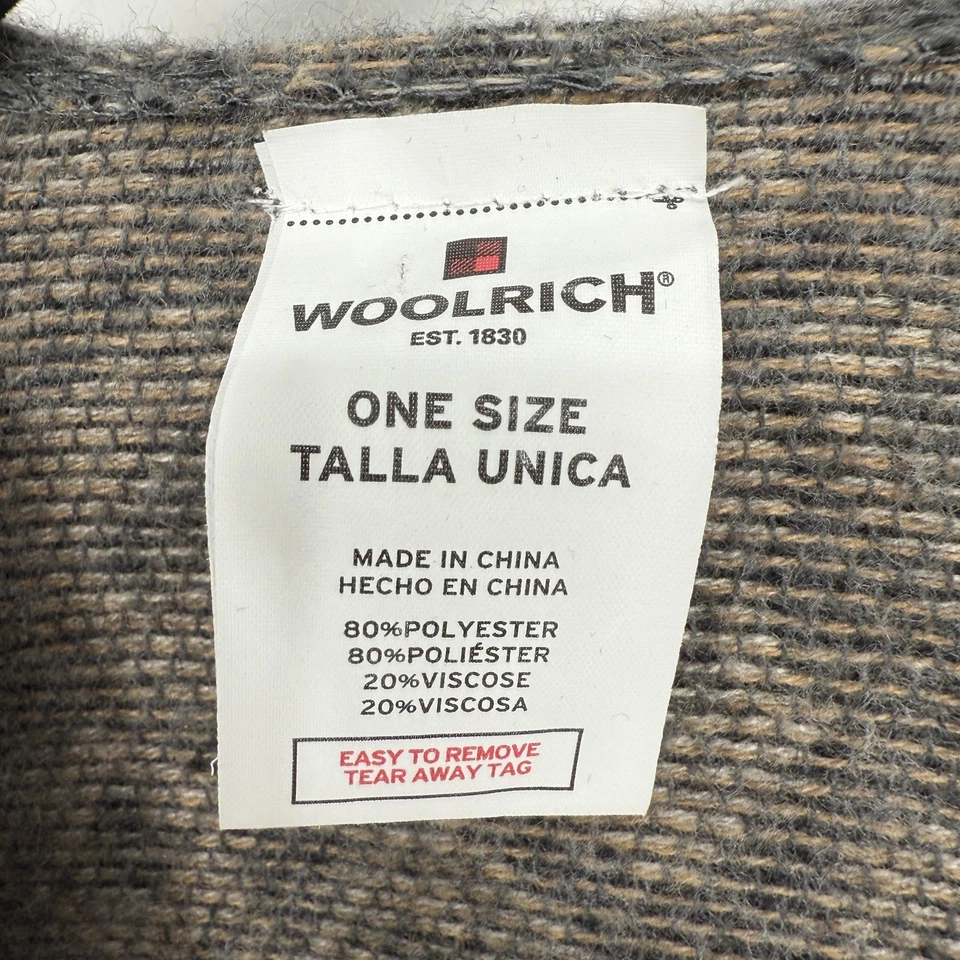 WOOLRICH®
EST. 1830
ONE SIZE
TALLA UNICA
MADE IN CHINA
HECHO EN CHINA
80%POLYESTER
80%POLIÉSTER
20%VISCOSE
20%VISCOSA
EASY TO REMOVE
TEAR AWAY TAG